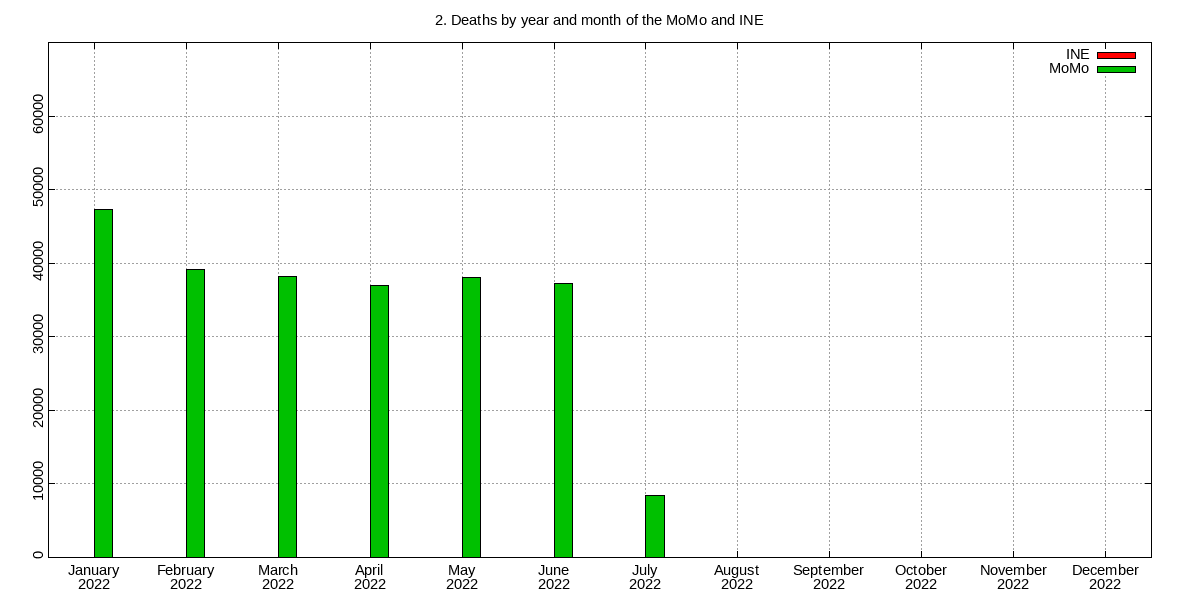 2. Deaths by year and month of the MoMo and INE
INE
MoMo
60000
50000
40000
30000
20000
10000
0
January February March April May June July August September October November December
2022 2022 2022 2022 2022 2022 2022 2022 2022 2022 2022 2022